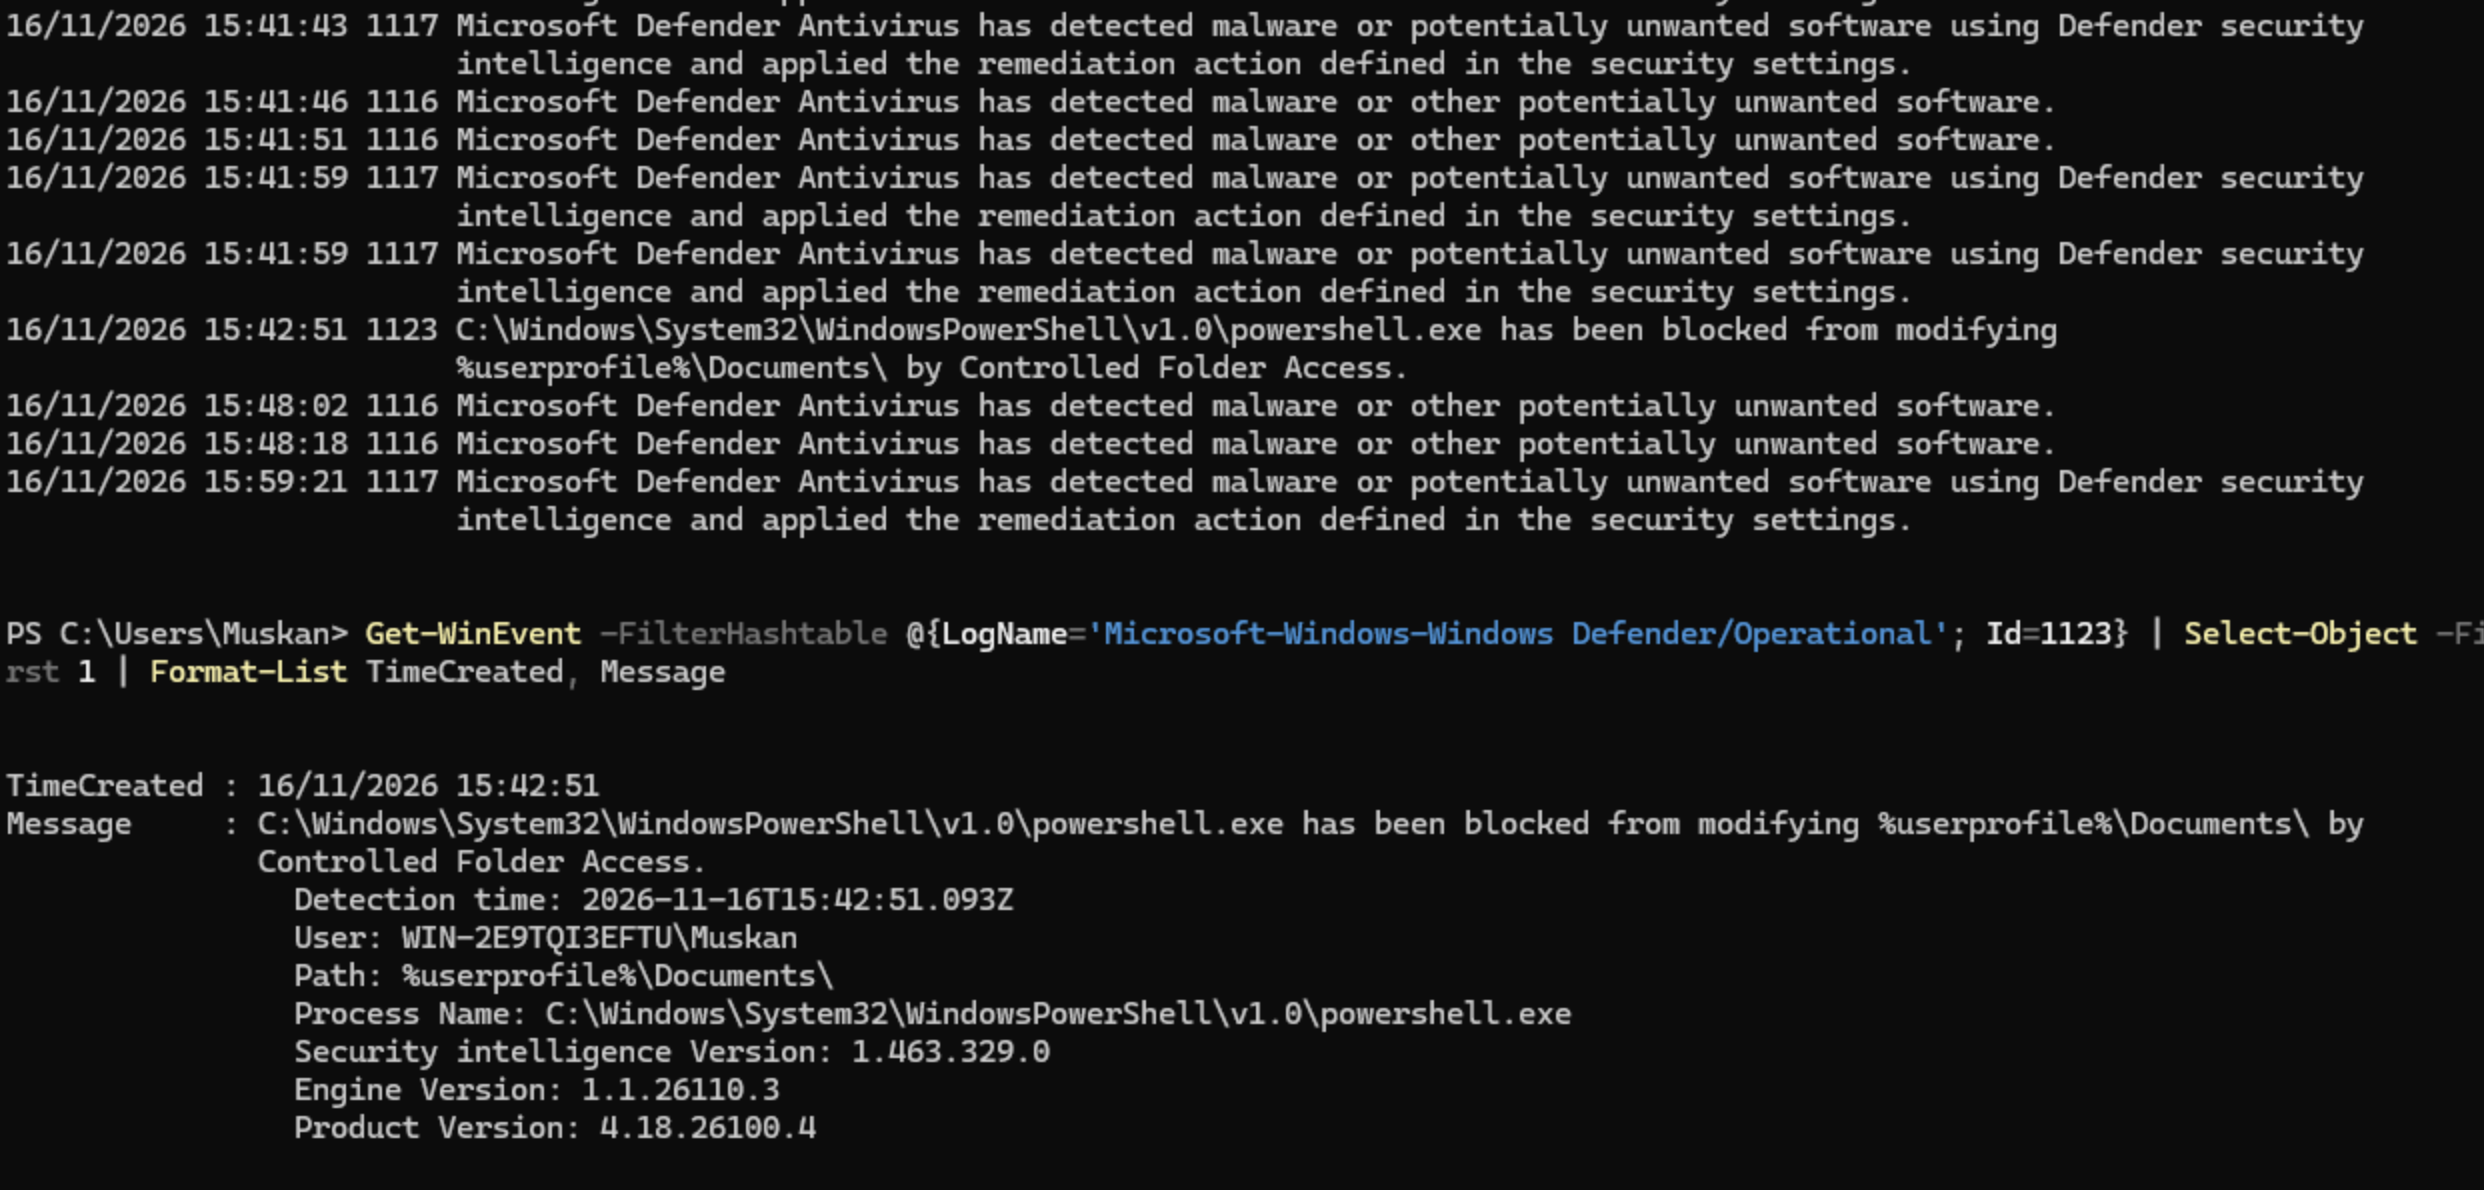 16/11/2026 15:41:43 1117 Microsoft Defender Antivirus has detected malware or potentially unwanted software using Defender security
intelligence and applied the remediation action defined in the security settings.
16/11/2026 15:41:46 1116 Microsoft Defender Antivirus has detected malware or other potentially unwanted software.
16/11/2026 15:41:51 1116 Microsoft Defender Antivirus has detected malware or other potentially unwanted software.
16/11/2026 15:41:59 1117 Microsoft Defender Antivirus has detected malware or potentially unwanted software using Defender security
intelligence and applied the remediation action defined in the security settings.
16/11/2026 15:41:59 1117 Microsoft Defender Antivirus has detected malware or potentially unwanted software using Defender security
intelligence and applied the remediation action defined in the security settings.
16/11/2026 15:42:51 1123 C:\Windows\System32\WindowsPowerShell\v1.0\powershell.exe has been blocked from modifying
%userprofile%\Documents\ by Controlled Folder Access.
16/11/2026 15:48:02 1116 Microsoft Defender Antivirus has detected malware or other potentially unwanted software.
16/11/2026 15:48:18 1116 Microsoft Defender Antivirus has detected malware or other potentially unwanted software.
16/11/2026 15:59:21 1117 Microsoft Defender Antivirus has detected malware or potentially unwanted software using Defender security
intelligence and applied the remediation action defined in the security settings.
PS C:\Users\Muskan> Get-WinEvent -FilterHashtable @{LogName='Microsoft-Windows-Windows Defender/Operational'; Id=1123} | Select-Object -Fi
rst 1 | Format-List TimeCreated, Message
TimeCreated : 16/11/2026 15:42:51
Message : C:\Windows\System32\WindowsPowerShell\v1.0\powershell.exe has been blocked from modifying %userprofile%\Documents\ by
Controlled Folder Access.
Detection time: 2026-11-16T15:42:51.093Z
User: WIN-2E9TQI3EFTU\Muskan
Path: %userprofile%\Documents\
Process Name: C:\Windows\System32\WindowsPowerShell\v1.0\powershell.exe
Security intelligence Version: 1.463.329.0
Engine Version: 1.1.26110.3
Product Version: 4.18.26100.4